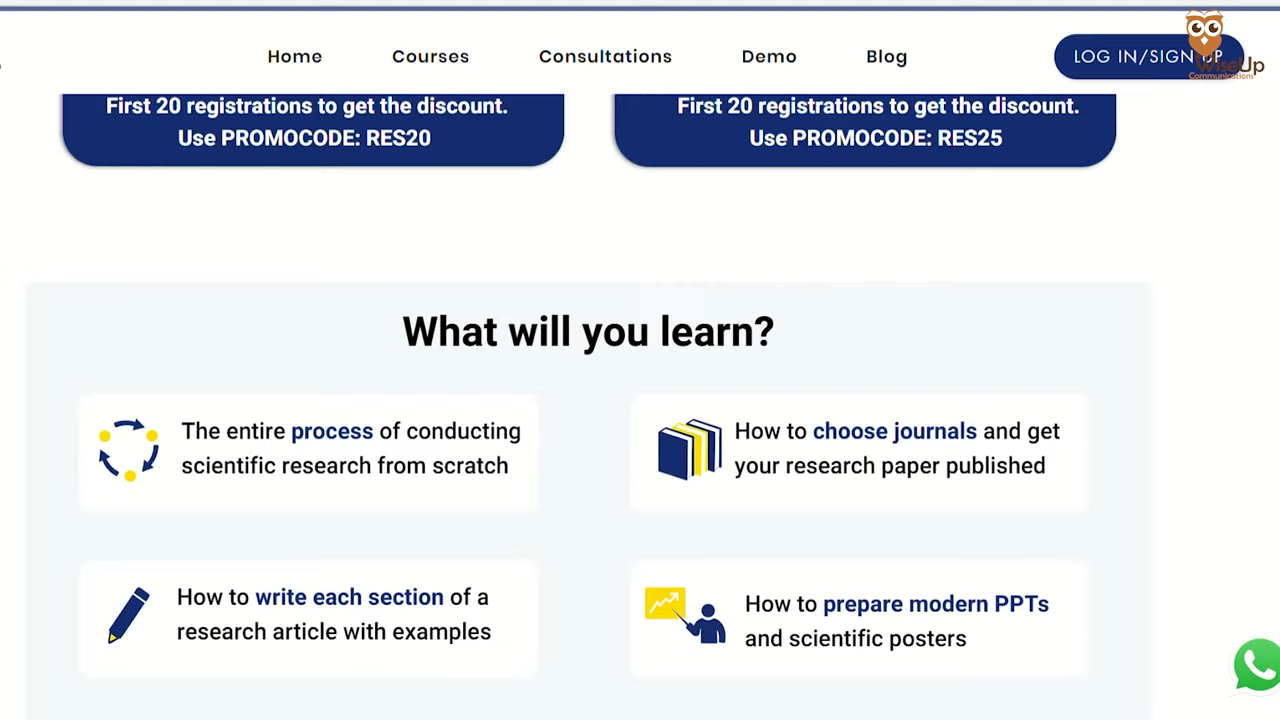 Home Courses Consultations Demo Blog LOG IN/SIGN UP
WiseUp
Communications
First 20 registrations to get the discount.
Use PROMOCODE: RES20
First 20 registrations to get the discount.
Use PROMOCODE: RES25
What will you learn?
The entire process of conducting
scientific research from scratch
How to choose journals and get
your research paper published
How to write each section of a
research article with examples
How to prepare modern PPTs
and scientific posters